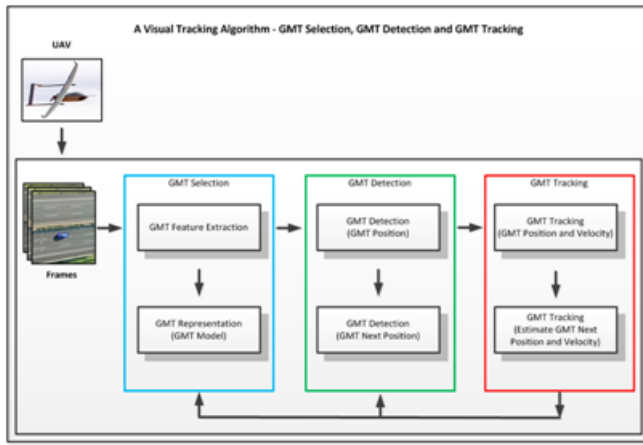 A Visual Tracking Algorithm - GMT Selection, GMT Detection and GMT Tracking
UAV
Frames
GMT Selection
GMT Feature Extraction
GMT Representation
(GMT Model)
GMT Detection
GMT Detection
(GMT Position)
GMT Detection
(GMT Next Position)
GMT Tracking
GMT Tracking
(GMT Position and Velocity)
GMT Tracking
(Estimate GMT Next
Position and Velocity)